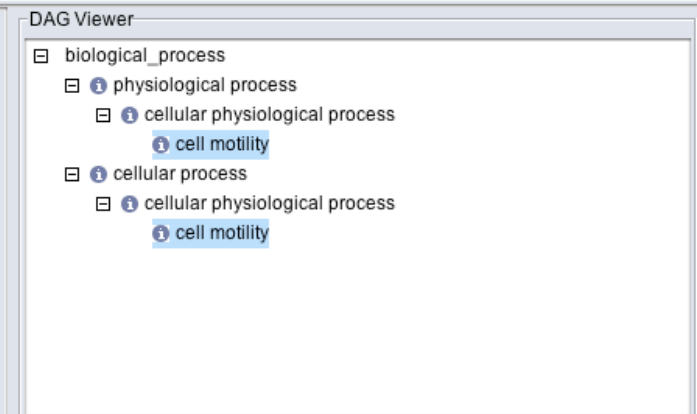 DAG Viewer
biological_process
physiological process
cellular physiological process
cell motility
cellular process
cellular physiological process
cell motility